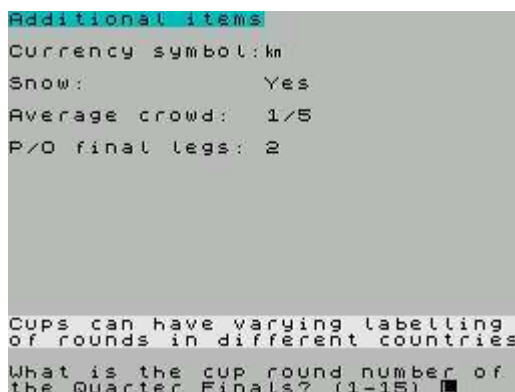 Additional items
Currency symbol:kn
Snow: Yes
Average crowd: 1/5
P/O final legs: 2
Cups can have varying labelling
of rounds in different countries
What is the cup round number of
the Quarter Finals? (1-15)